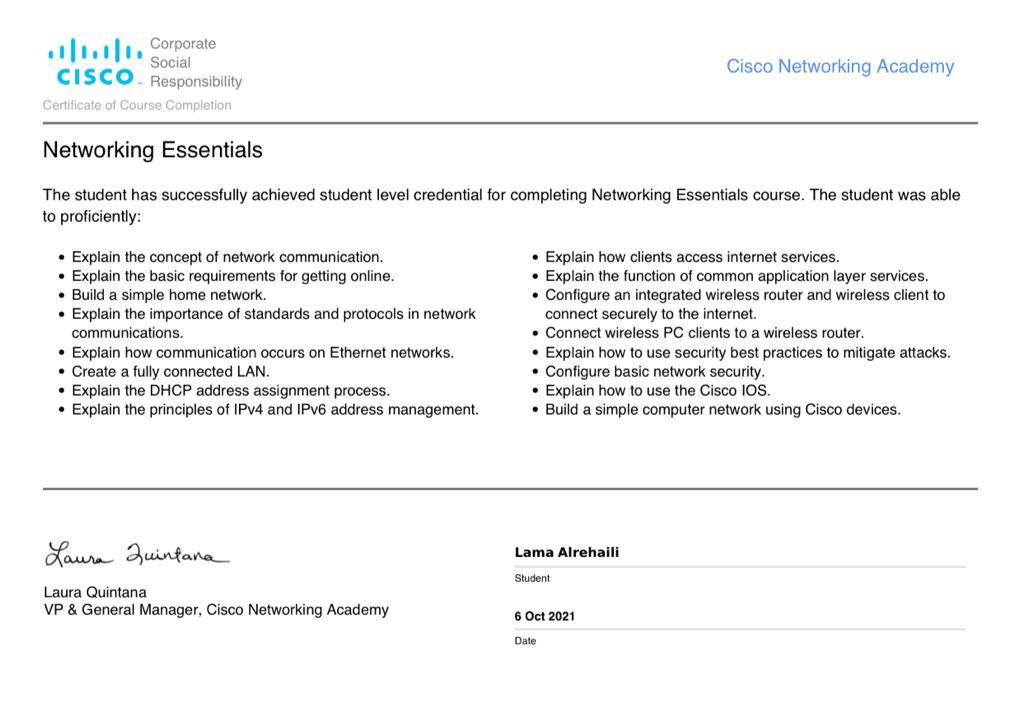 Corporate
Social
CISCO Responsibility
Certificate of Course Completion
Cisco Networking Academy
Networking Essentials
The student has successfully achieved student level credential for completing Networking Essentials course. The student was able
to proficiently:
• Explain the concept of network communication.
• Explain the basic requirements for getting online.
• Build a simple home network.
• Explain the importance of standards and protocols in network
communications.
• Explain how communication occurs on Ethernet networks.
• Create a fully connected LAN.
• Explain the DHCP address assignment process.
• Explain the principles of IPv4 and IPv6 address management.
• Explain how clients access internet services.
• Explain the function of common application layer services.
• Configure an integrated wireless router and wireless client to
connect securely to the internet.
• Connect wireless PC clients to a wireless router.
• Explain how to use security best practices to mitigate attacks.
• Configure basic network security.
• Explain how to use the Cisco IOS.
• Build a simple computer network using Cisco devices.
Laura Quintana
Laura Quintana
VP & General Manager, Cisco Networking Academy
Lama Alrehaili
Student
6 Oct 2021
Date